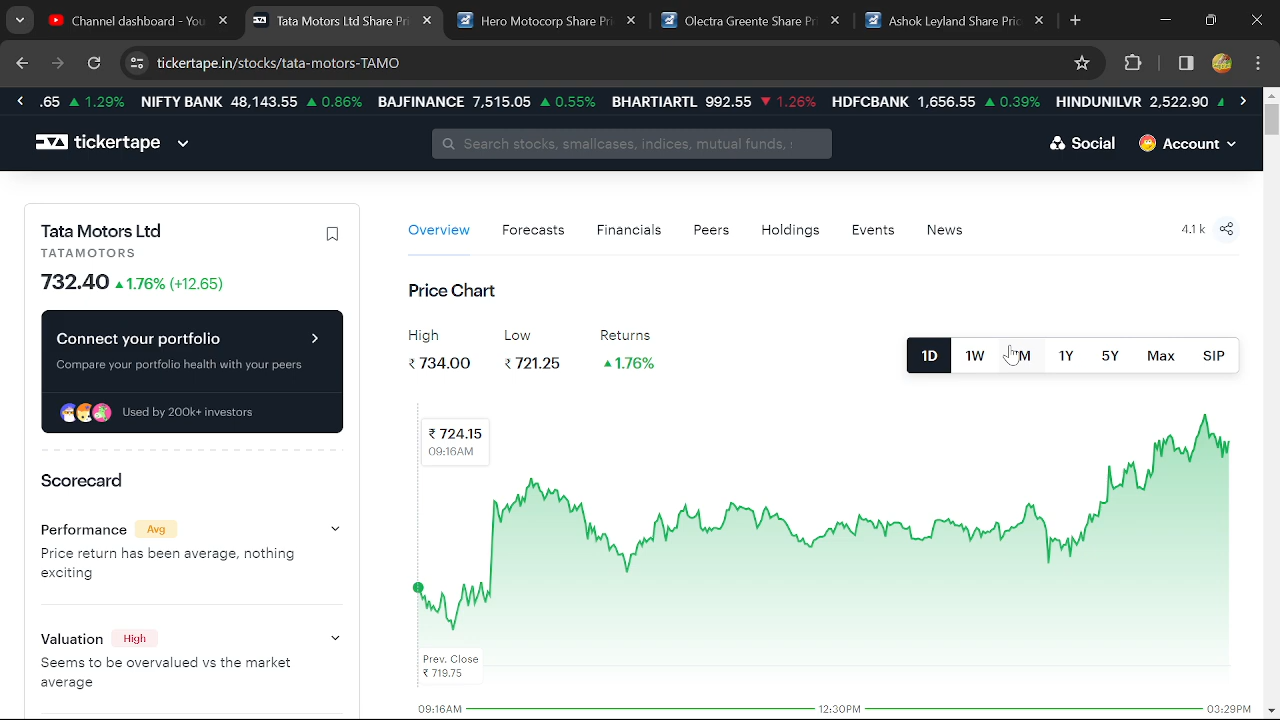 Channel dashboard - You
Tata Motors Ltd Share Pri
Hero Motocorp Share Pri
Olectra Greente Share Pr
Ashok Leyland Share Pric
tickertape.in/stocks/tata-motors-TAMO
.65 ▲ 1.29% NIFTY BANK 48,143.55 ▲ 0.86% BAJFINANCE 7,515.05 ▲ 0.55% BHARTIARTL 992.55 ▼ 1.26% HDFCBANK 1,656.55 ▲ 0.39% HINDUNILVR 2,522.90
tickertape
Search stocks, smallcases, indices, mutual funds,
Social
Account
Tata Motors Ltd
TATAMOTORS
732.40 ▲ 1.76% (+12.65)
Connect your portfolio
Compare your portfolio health with your peers
Used by 200k+ investors
Scorecard
Performance Avg
Price return has been average, nothing
exciting
Valuation High
Seems to be overvalued vs the market
average
Overview Forecasts Financials Peers Holdings Events News
4.1 k
Price Chart
High Low Returns
₹ 734.00 ₹ 721.25 ▲ 1.76%
1D 1W M 1Y 5Y Max SIP
₹ 724.15
09:16AM
Prev. Close
₹ 719.75
09:16AM 12:30PM 03:29PM